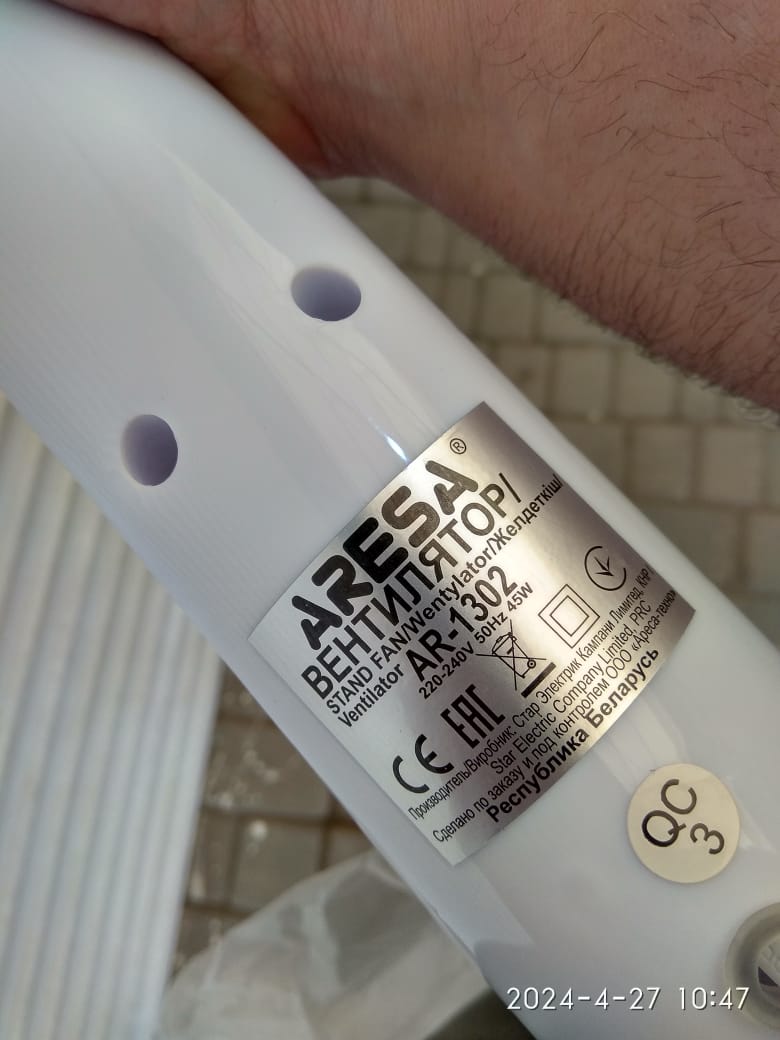 ARESA®
ВЕНТИЛЯТОР/
STAND FAN/Wentylator/Желдеткіш/
Ventilator AR-1302
220-240V 50Hz 45W
CE EAC
Производитель/Виробник: Стар Электрик Кампани Лимитед, КНР
Star Electric Company Limited, PRC
Сделано по заказу и под контролем ООО «Ареса-техно»
Республика Беларусь
QC
3
2024-4-27 10:47